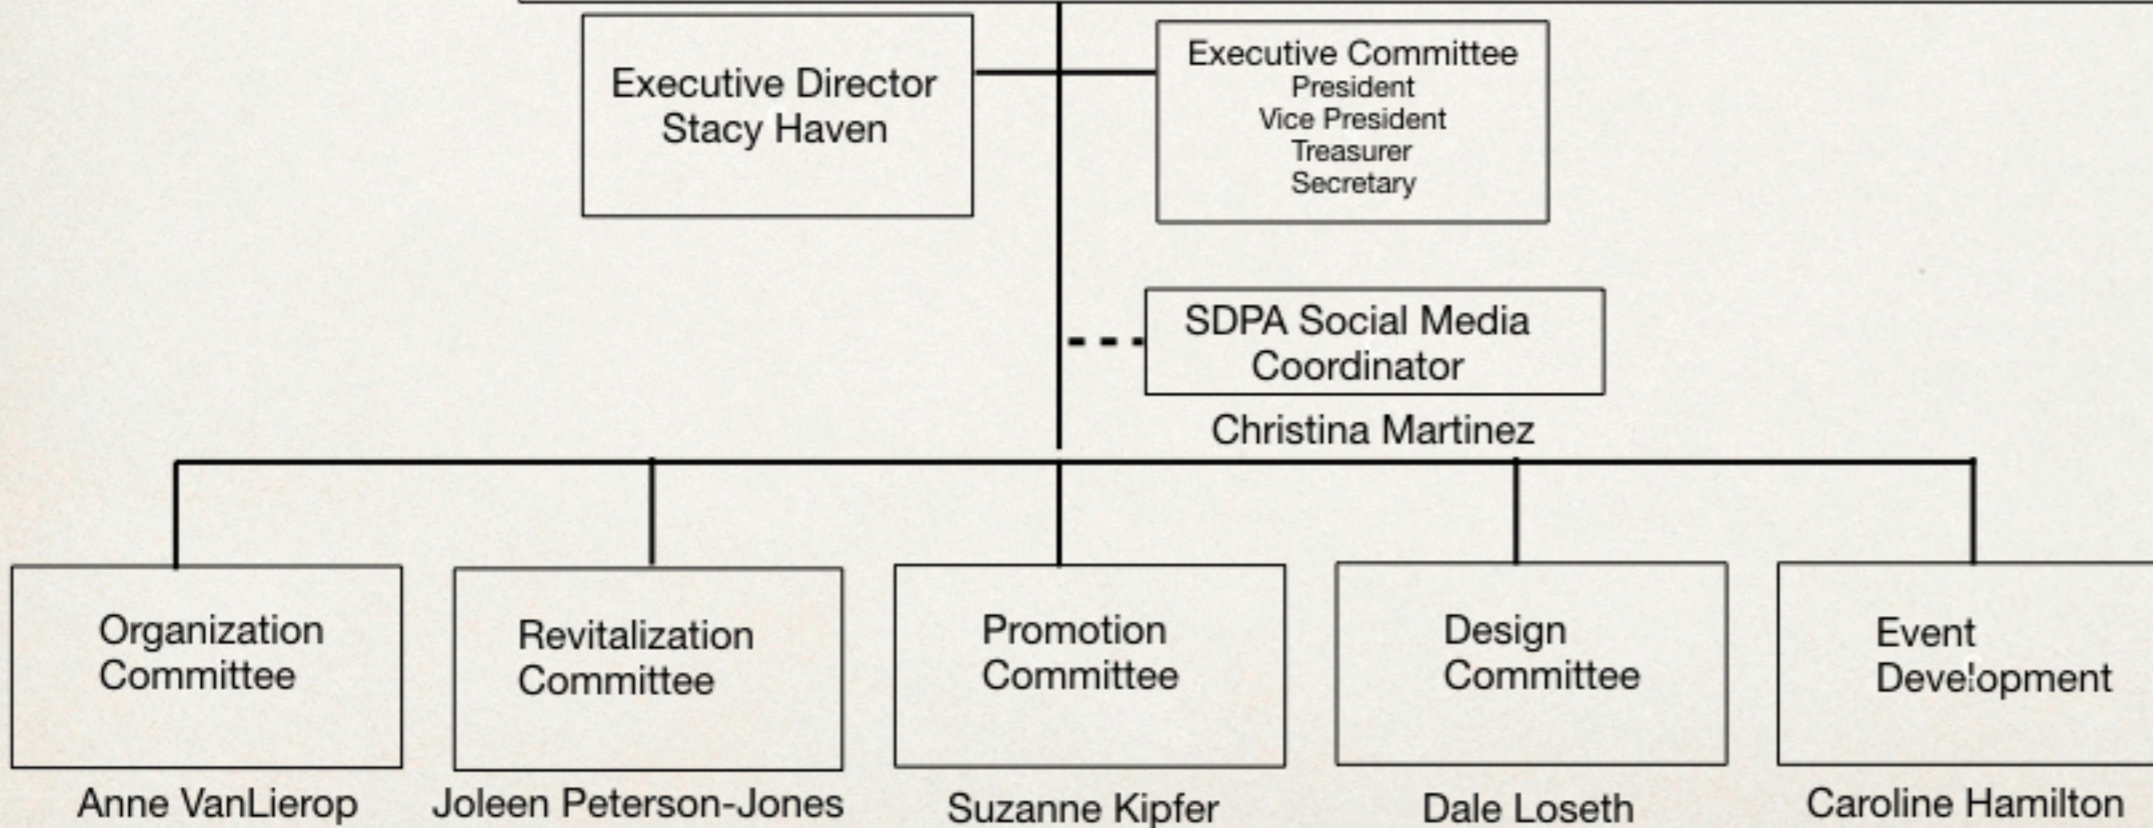 Executive Director
Stacy Haven
Executive Committee
President
Vice President
Treasurer
Secretary
SDPA Social Media
Coordinator
Christina Martinez
Organization
Committee
Anne VanLierop
Revitalization
Committee
Joleen Peterson-Jones
Promotion
Committee
Suzanne Kipfer
Design
Committee
Dale Loseth
Event
Development
Caroline Hamilton